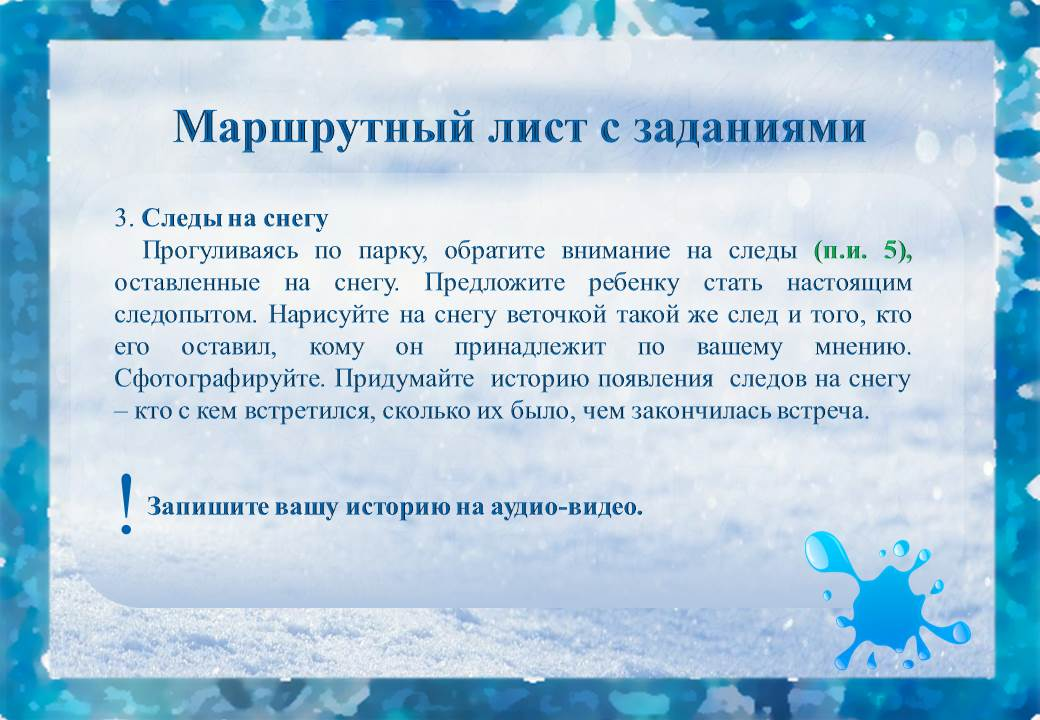 Маршрутный лист с заданиями
3. Следы на снегу
Прогуливаясь по парку, обратите внимание на следы (п.и. 5),
оставленные на снегу. Предложите ребенку стать настоящим
следопытом. Нарисуйте на снегу веточкой такой же след и того, кто
его оставил, кому он принадлежит по вашему мнению.
Сфотографируйте. Придумайте историю появления следов на снегу
– кто с кем встретился, сколько их было, чем закончилась встреча.
! Запишите вашу историю на аудио-видео.